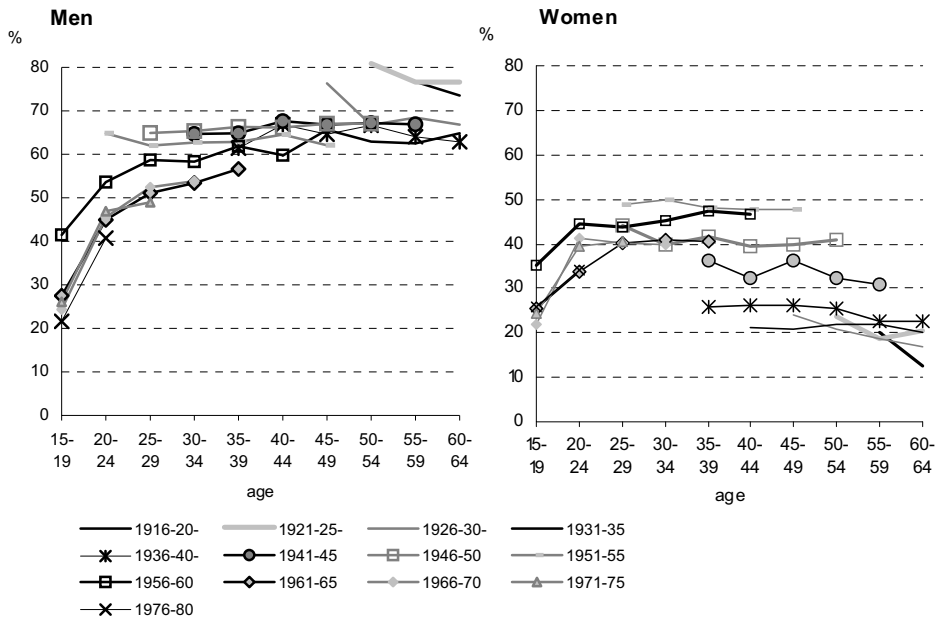 Men
%
80
70
60
50
40
30
20
10
0
15- 20- 25- 30- 35- 40- 45- 50- 55- 60-
19 24 29 34 39 44 49 54 59 64
age
Women
%
80
70
60
50
40
30
20
10
0
15- 20- 25- 30- 35- 40- 45- 50- 55- 60-
19 24 29 34 39 44 49 54 59 64
age
1916-20- 1921-25- 1926-30- 1931-35
1936-40- 1941-45 1946-50 1951-55
1956-60 1961-65 1966-70 1971-75
1976-80